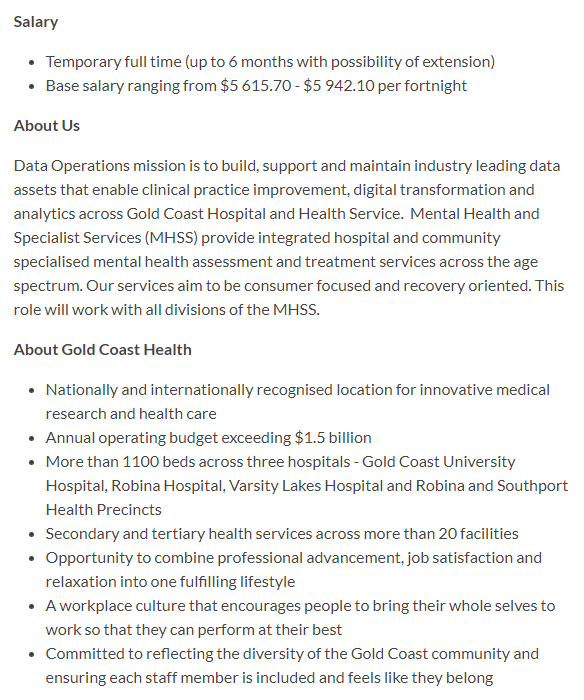 Salary
• Temporary full time (up to 6 months with possibility of extension)
• Base salary ranging from $5 615.70 - $5 942.10 per fortnight
About Us
Data Operations mission is to build, support and maintain industry leading data
assets that enable clinical practice improvement, digital transformation and
analytics across Gold Coast Hospital and Health Service.  Mental Health and
Specialist Services (MHSS) provide integrated hospital and community
specialised mental health assessment and treatment services across the age
spectrum. Our services aim to be consumer focused and recovery oriented. This
role will work with all divisions of the MHSS.
About Gold Coast Health
• Nationally and internationally recognised location for innovative medical
research and health care
• Annual operating budget exceeding $1.5 billion
• More than 1100 beds across three hospitals - Gold Coast University
Hospital, Robina Hospital, Varsity Lakes Hospital and Robina and Southport
Health Precincts
• Secondary and tertiary health services across more than 20 facilities
• Opportunity to combine professional advancement, job satisfaction and
relaxation into one fulfilling lifestyle
• A workplace culture that encourages people to bring their whole selves to
work so that they can perform at their best
• Committed to reflecting the diversity of the Gold Coast community and
ensuring each staff member is included and feels like they belong